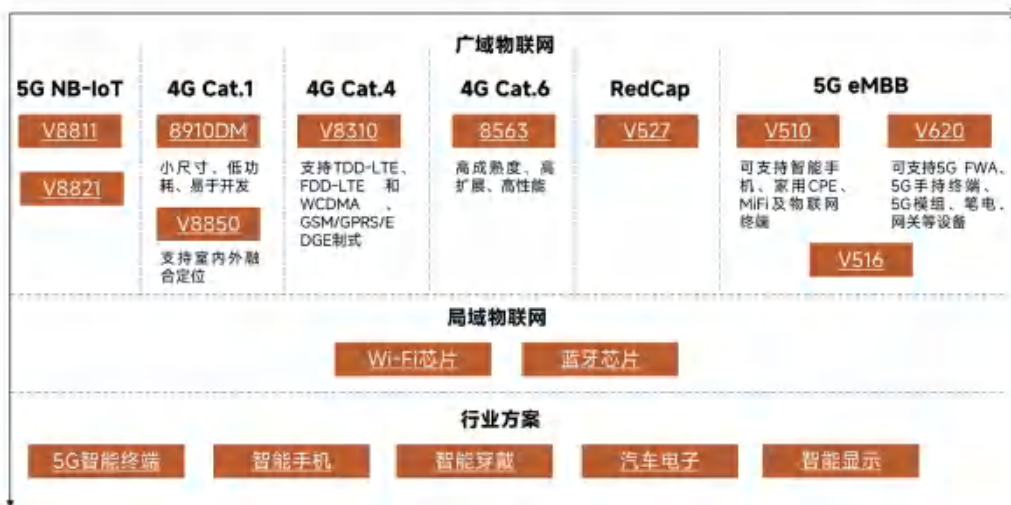 广域物联网
5G NB-IoT
V8811
V8821
4G Cat.1
8910DM
小尺寸、低功
耗、易于开发
V8850
支持室内外融
合定位
4G Cat.4
V8310
支持TDD-LTE、
FDD-LTE 和
WCDMA 、
GSM/GPRS/E
DGE制式
4G Cat.6
8563
高成熟度、高
扩展、高性能
RedCap
V527
5G eMBB
V510
可支持智能手
机、家用CPE、
MiFi及物联网
终端
V620
可支持5G FWA、
5G手持终端、
5G模组、笔电、
网关等设备
V516
局域物联网
Wi-Fi芯片
蓝牙芯片
行业方案
5G智能终端
智能手机
智能穿戴
汽车电子
智能显示